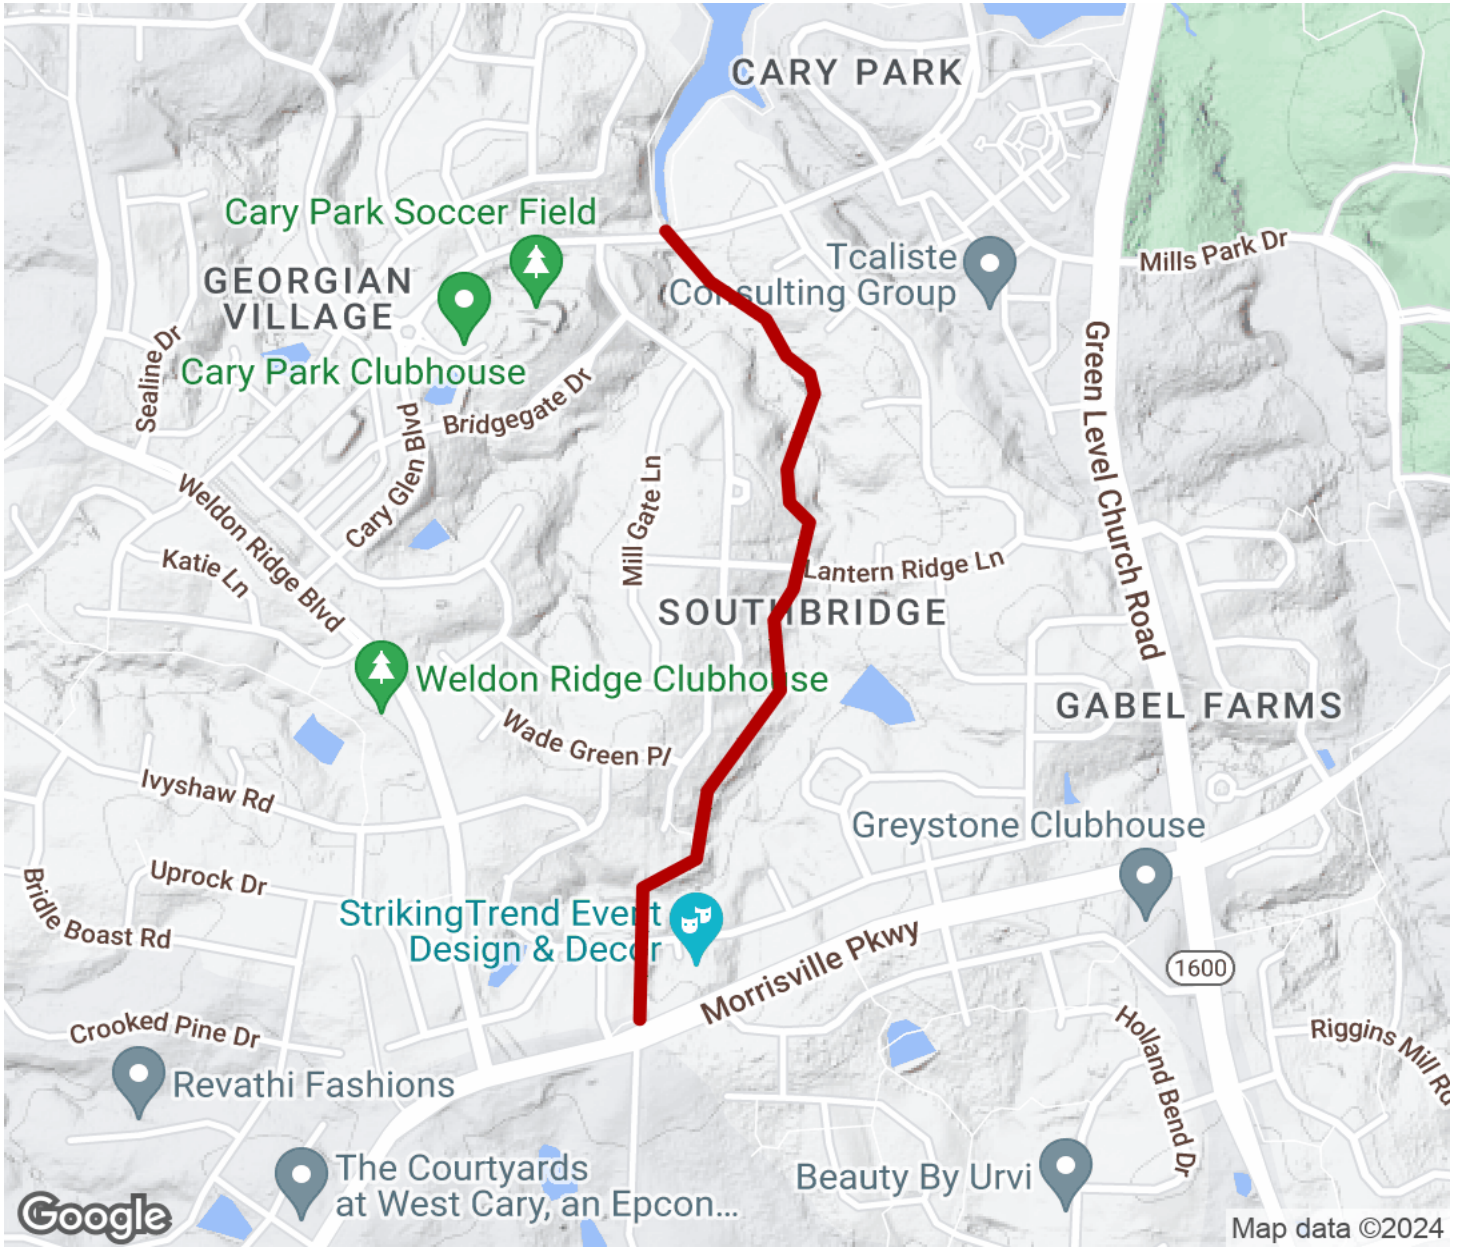 CARY PARK
Cary Park Soccer Field
GEORGIAN
VILLAGE
Tcaliste
Consulting Group
Mills Park Dr
Sealine Dr
Cary Park Clubhouse
Bridgegate Dr
Cary Glen Blvd
Green Level Church Road
Weldon Ridge Blvd
Mill Gate Ln
Katie Ln
Lantern Ridge Ln
SOUTHBRIDGE
Weldon Ridge Clubhouse
GABEL FARMS
Wade Green Pl
Ivyshaw Rd
Greystone Clubhouse
Uprock Dr
Bridle Boast Rd
StrikingTrend Event
Design & Decor
Morrisville Pkwy
1600
Crooked Pine Dr
Holland Bend Dr
Riggins Mill Rd
Revathi Fashions
The Courtyards
at West Cary, an Epcon...
Beauty By Urvi
Google
Map data ©2024